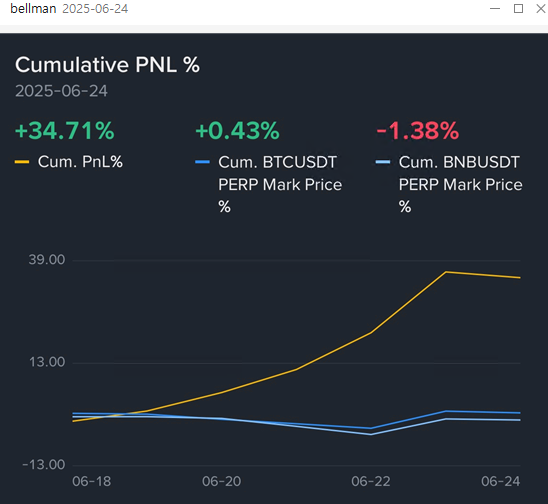 bellman 2025-06-24
Cumulative PNL %
2025-06-24
+34.71% +0.43% -1.38%
Cum. PnL% Cum. BTCUSDT Cum. BNBUSDT
PERP Mark Price PERP Mark Price
% %
39.00
13.00
-13.00
06-18 06-20 06-22 06-24